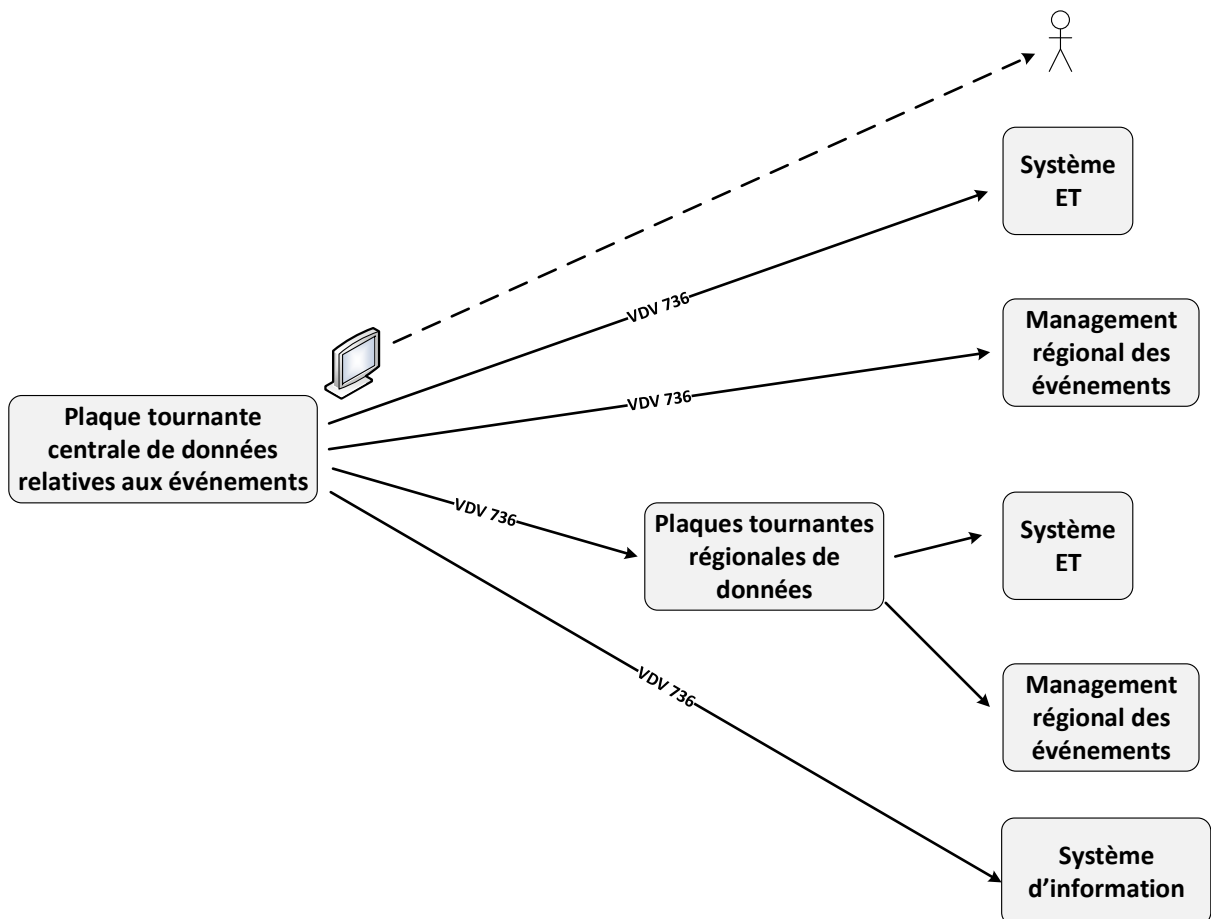 Système
ET
VDV 736
Management
régional des
événements
VDV 736
Plaque tournante
centrale de données
relatives aux événements
VDV 736
Plaques tournantes
régionales de
données
Système
ET
VDV 736
Management
régional des
événements
Système
d’information